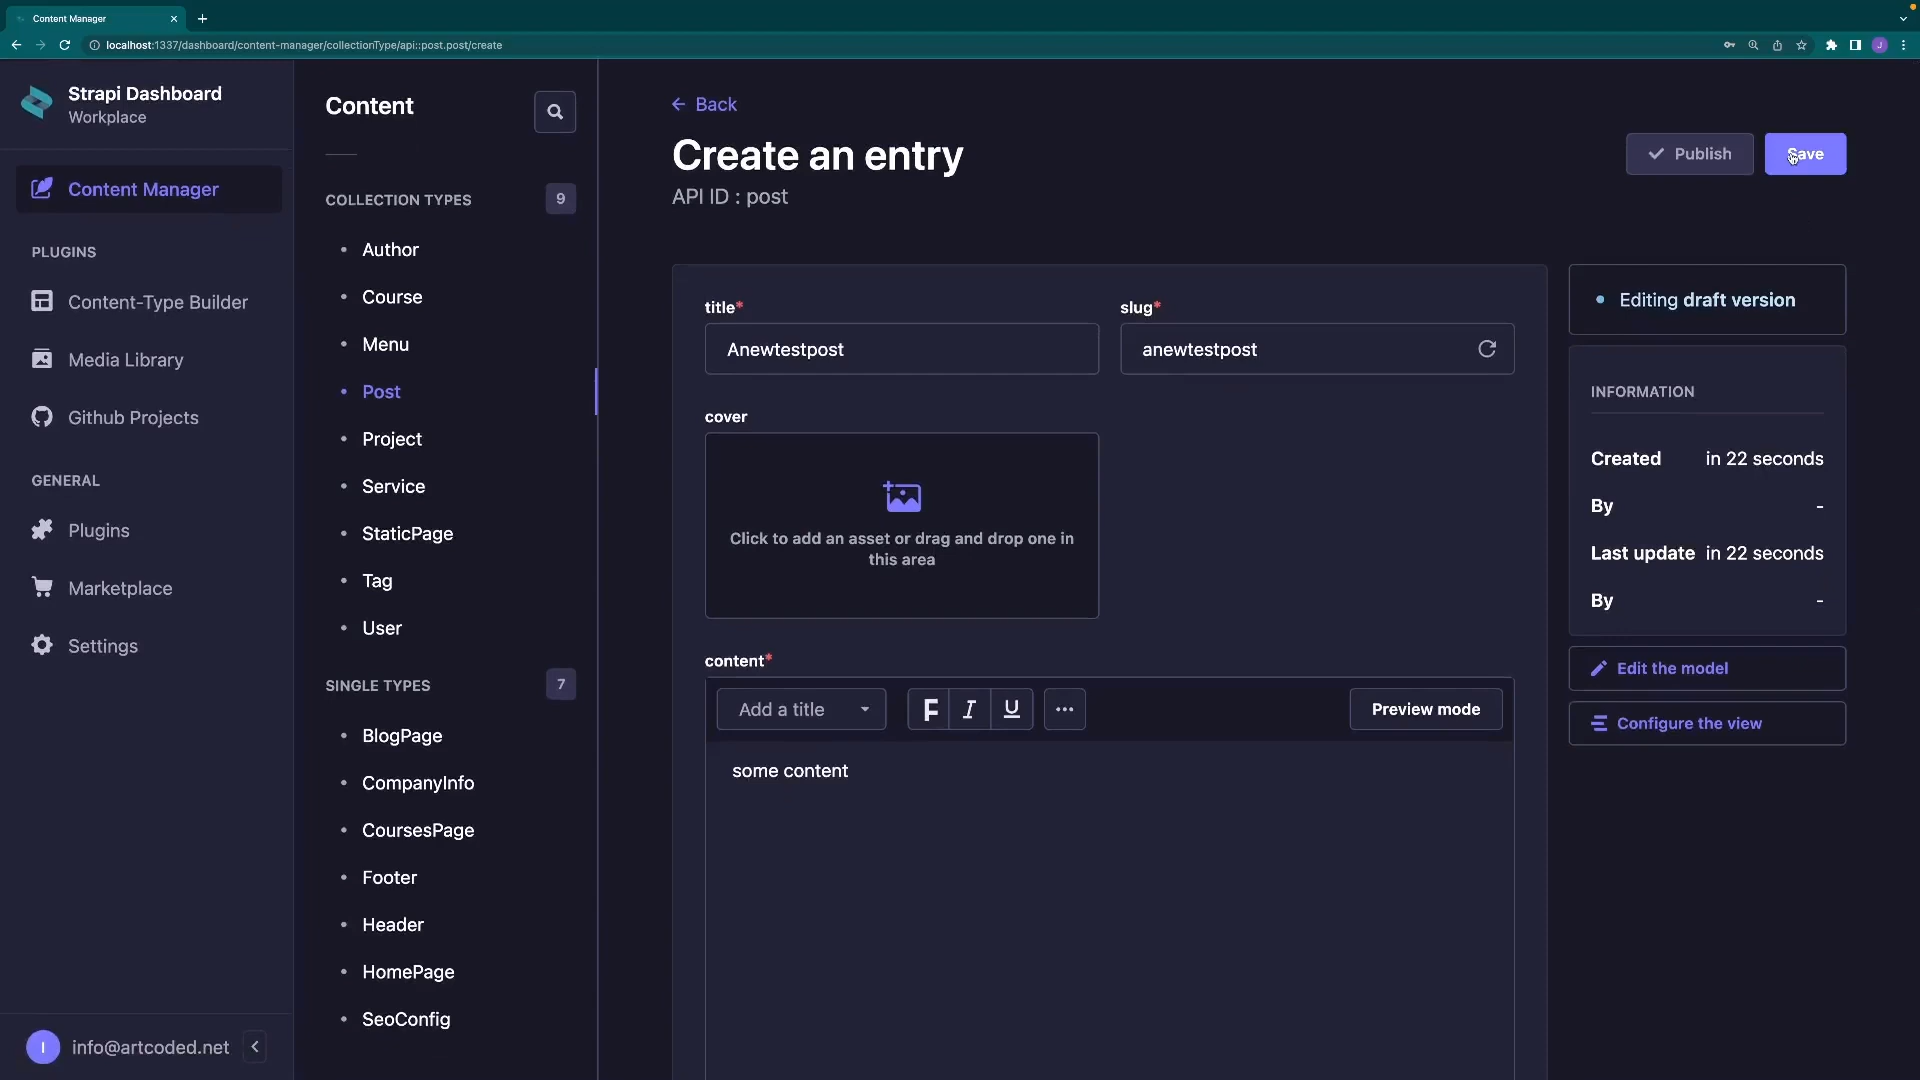 Content Manager
localhost:1337/dashboard/content-manager/collectionType/api::post.post/create
J
Strapi Dashboard
Workplace
Content Manager
PLUGINS
Content-Type Builder
Media Library
Github Projects
GENERAL
Plugins
Marketplace
Settings
I
info@artcoded.net
Content
COLLECTION TYPES
9
Author
Course
Menu
Post
Project
Service
StaticPage
Tag
User
SINGLE TYPES
7
BlogPage
CompanyInfo
CoursesPage
Footer
Header
HomePage
SeoConfig
Back
Create an entry
API ID : post
Publish
Save
title*
Anewtestpost
slug*
anewtestpost
cover
Click to add an asset or drag and drop one in
this area
content*
Add a title
F I U
Preview mode
some content
Editing draft version
INFORMATION
Created in 22 seconds
By -
Last update in 22 seconds
By -
Edit the model
Configure the view